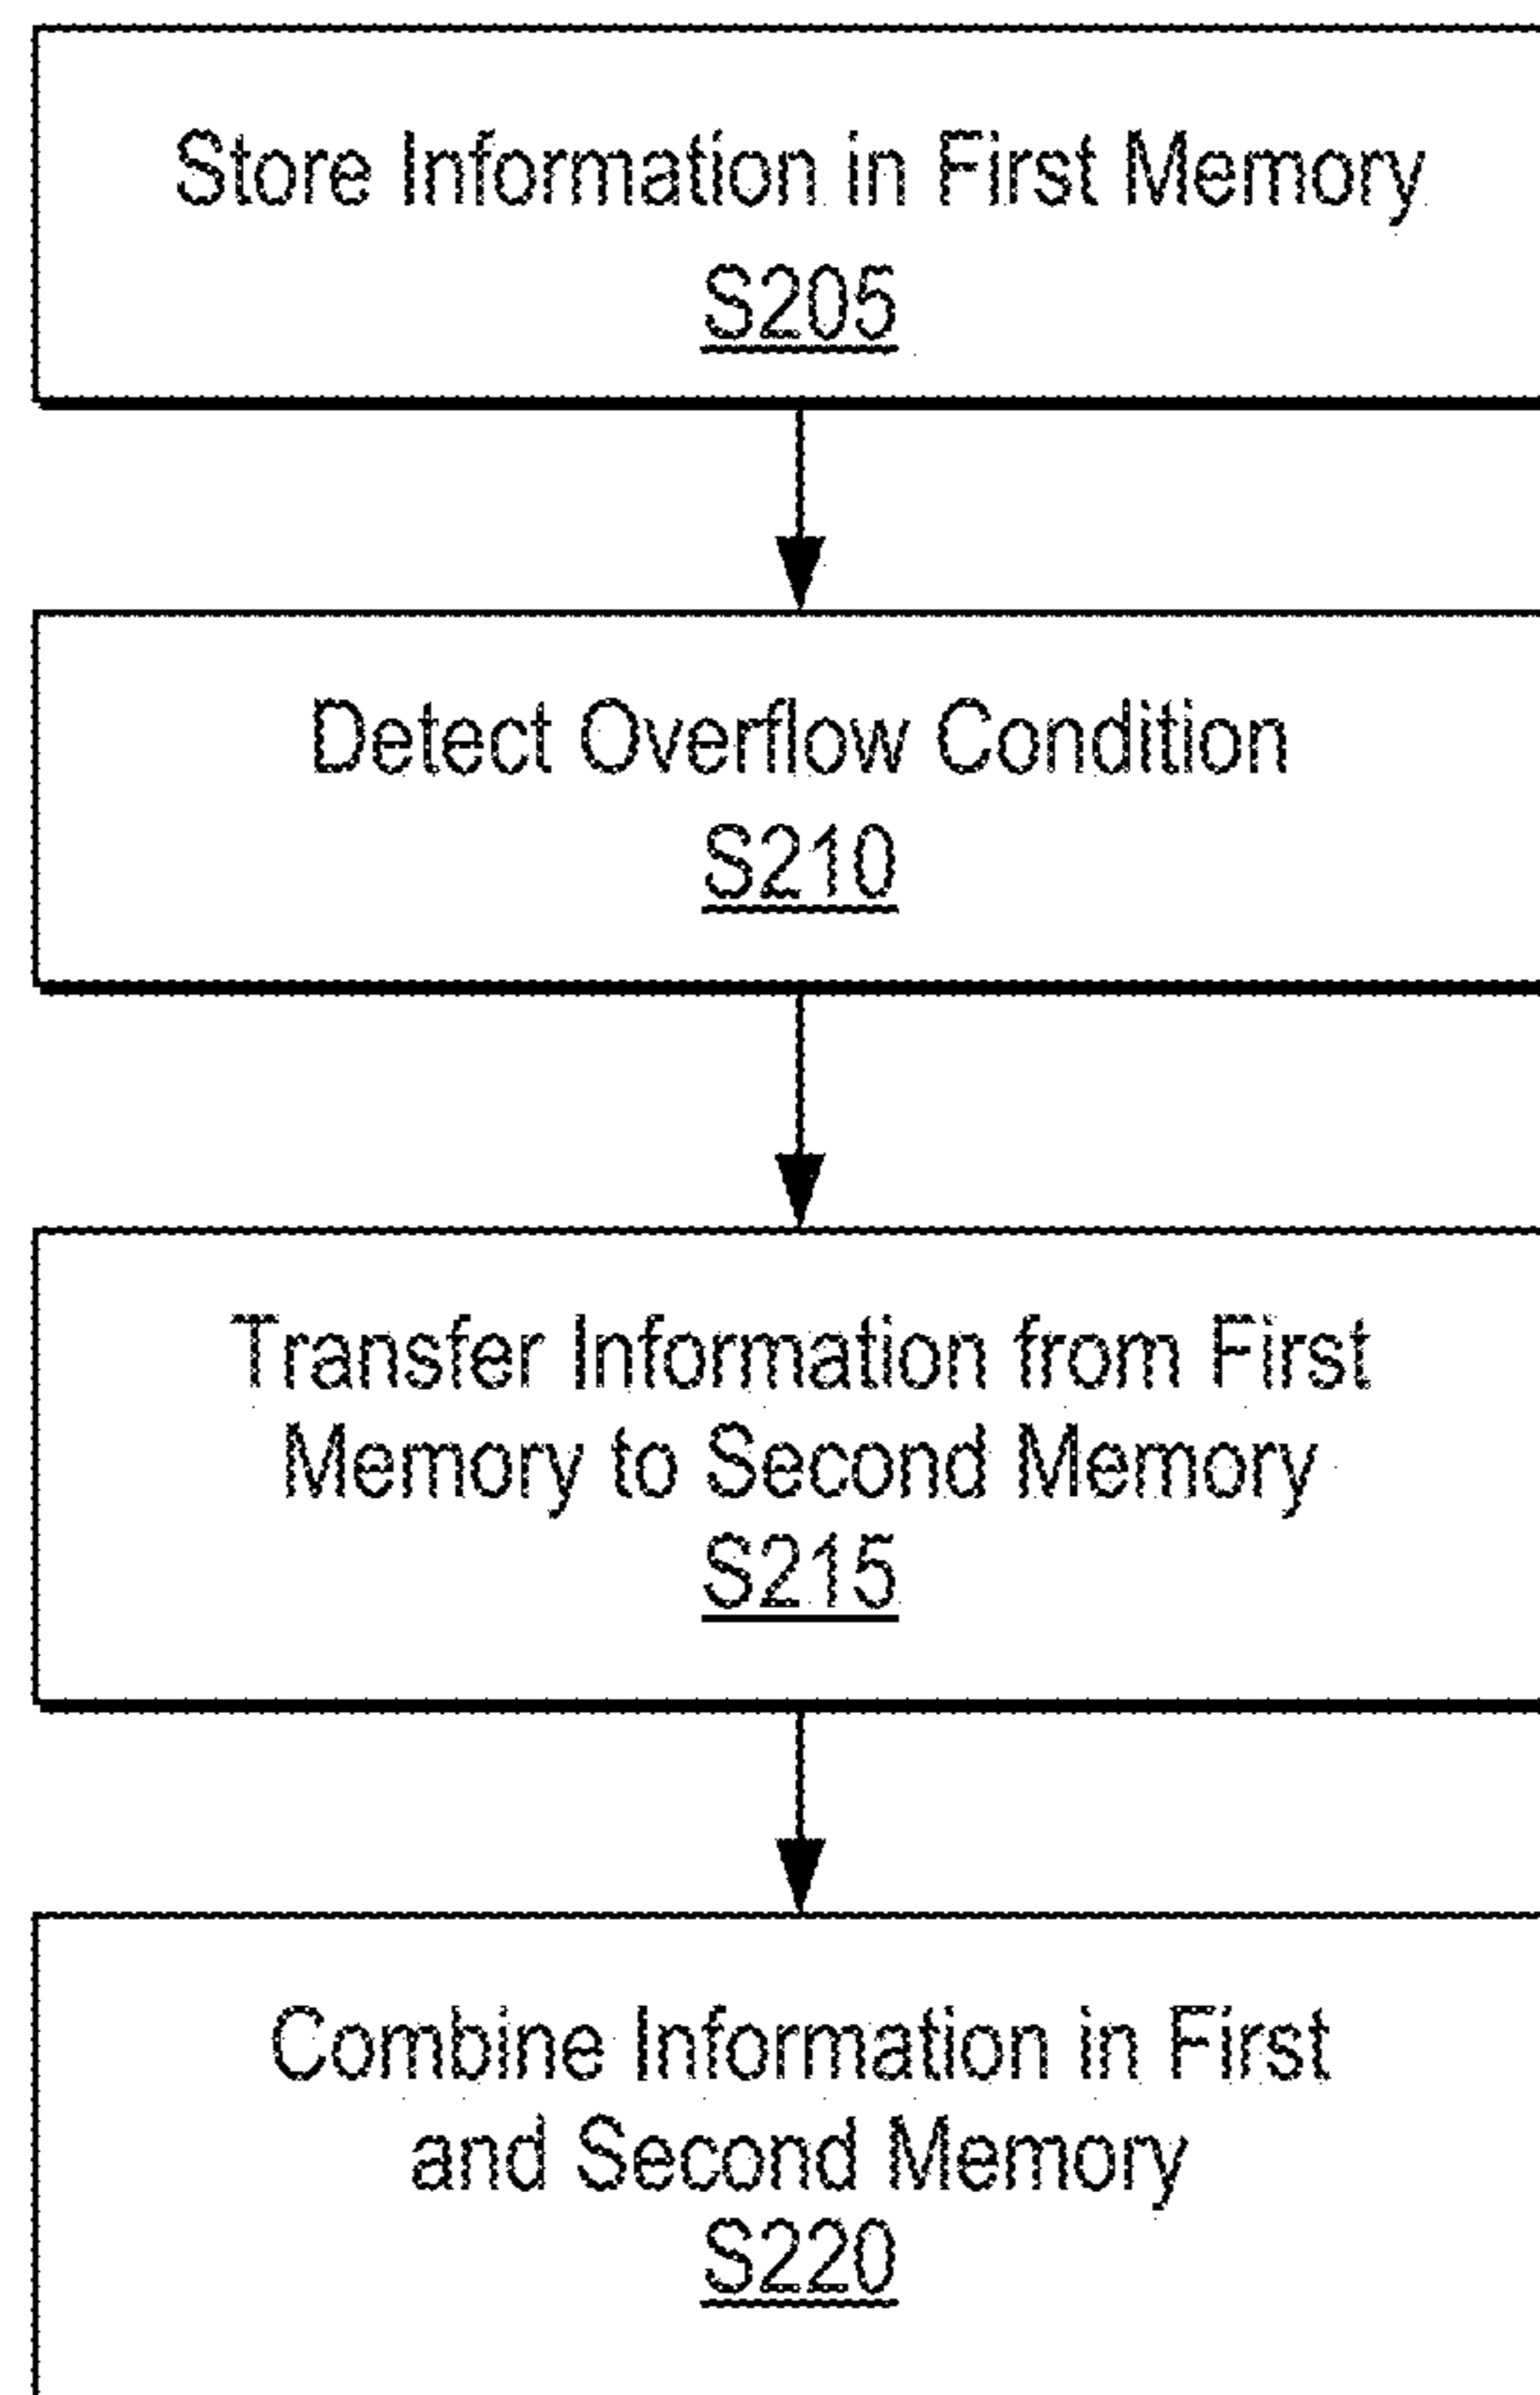 Store Information in First Memory
S205
Detect Overflow Condition
S210
Transfer Information from First
Memory to Second Memory
S215
Combine Information in First
and Second Memory
S220